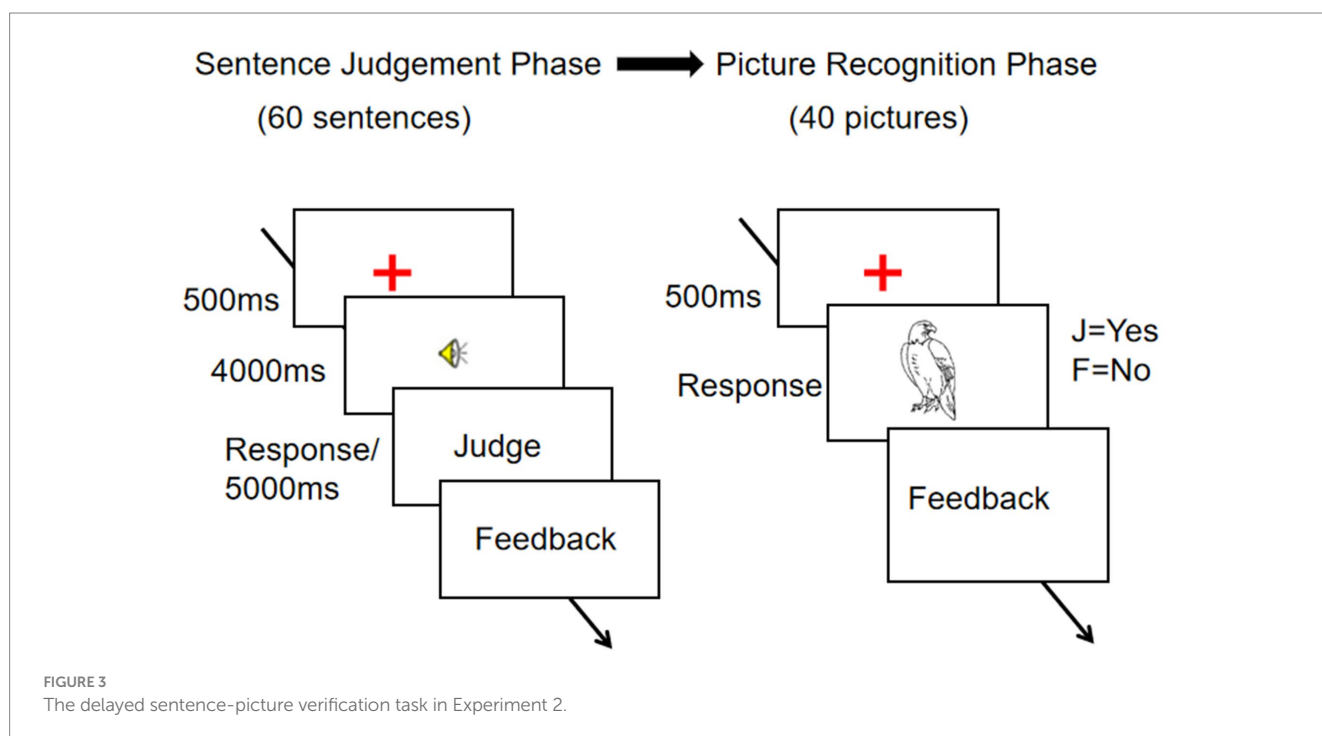 Sentence Judgement Phase
(60 sentences)
Picture Recognition Phase
(40 pictures)
500ms
4000ms
Response/
5000ms
Judge
Feedback
500ms
Response
J=Yes
F=No
Feedback
FIGURE 3
The delayed sentence-picture verification task in Experiment 2.